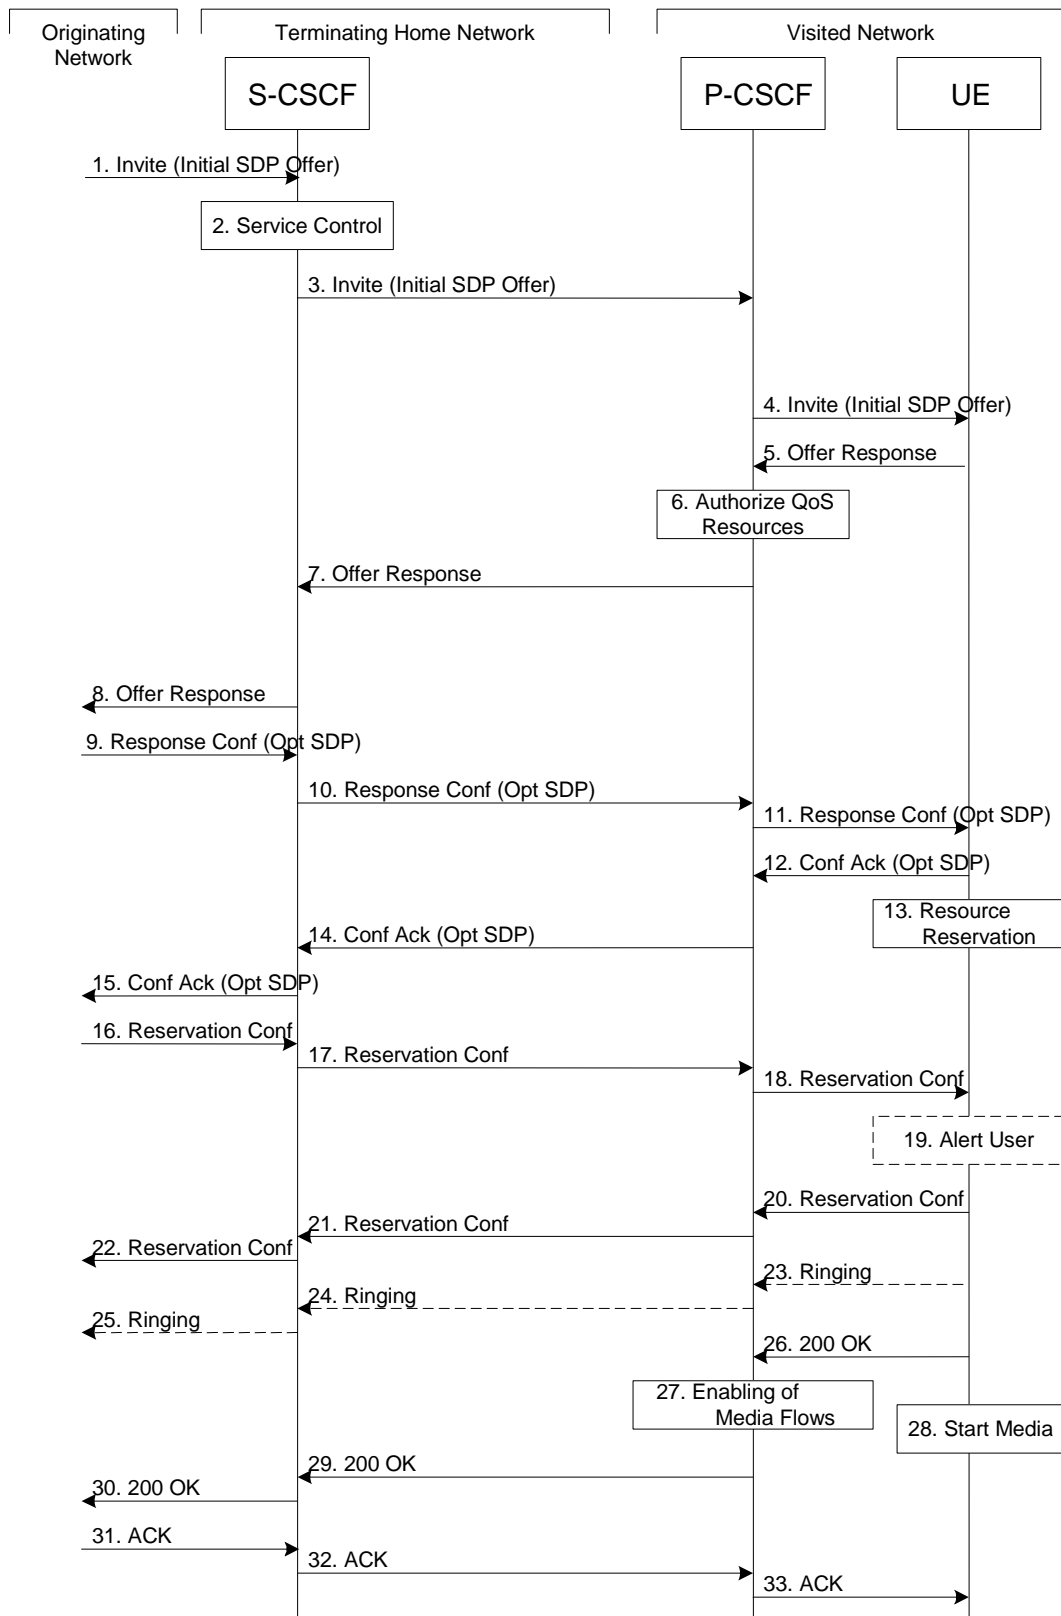 Originating
Network
Terminating Home Network
Visited Network
S-CSCF
P-CSCF
UE
1. Invite (Initial SDP Offer)
2. Service Control
3. Invite (Initial SDP Offer)
4. Invite (Initial SDP Offer)
5. Offer Response
6. Authorize QoS
Resources
7. Offer Response
8. Offer Response
9. Response Conf (Opt SDP)
10. Response Conf (Opt SDP)
11. Response Conf (Opt SDP)
12. Conf Ack (Opt SDP)
13. Resource
Reservation
14. Conf Ack (Opt SDP)
15. Conf Ack (Opt SDP)
16. Reservation Conf
17. Reservation Conf
18. Reservation Conf
19. Alert User
20. Reservation Conf
21. Reservation Conf
22. Reservation Conf
23. Ringing
24. Ringing
25. Ringing
26. 200 OK
27. Enabling of
Media Flows
28. Start Media
29. 200 OK
30. 200 OK
31. ACK
32. ACK
33. ACK